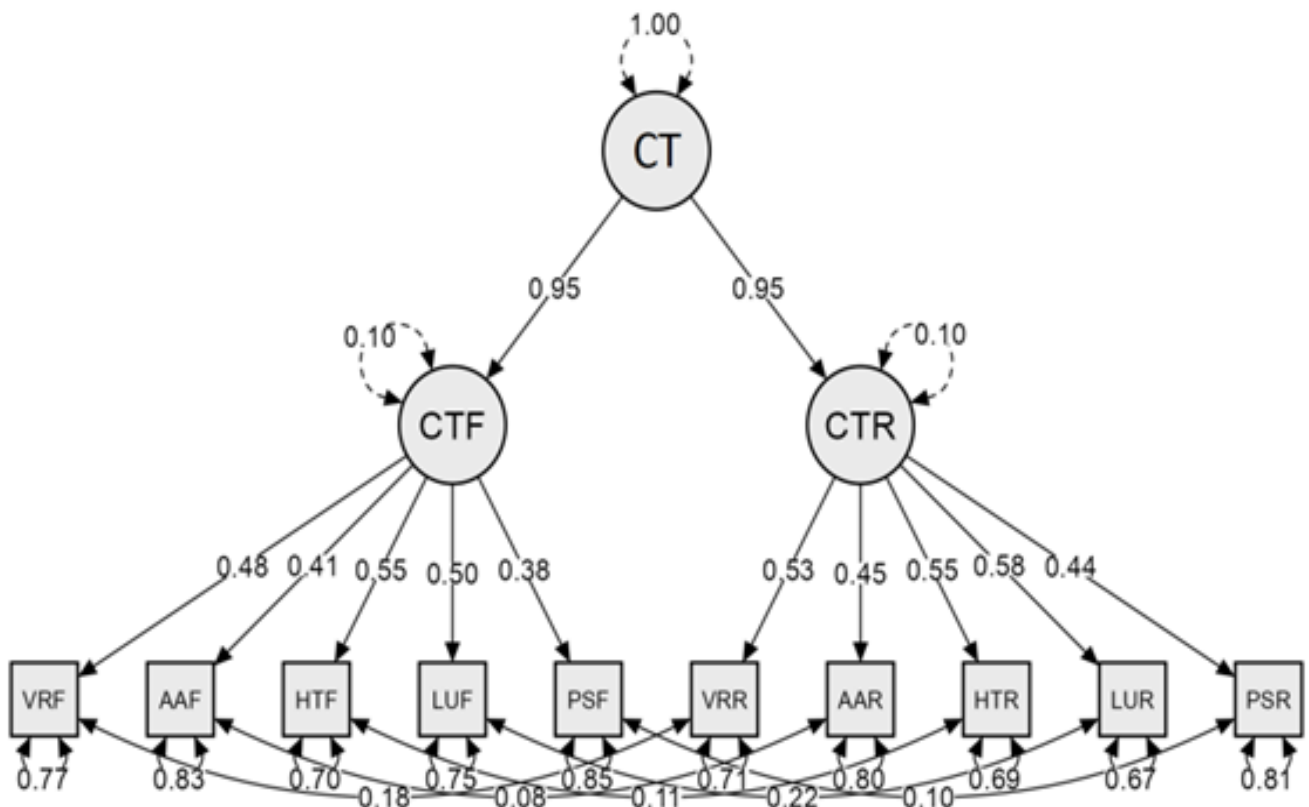 1.00
CT
0.95 0.95
0.10 0.10
CTF CTR
0.48 0.41 0.55 0.50 0.38 0.53 0.45 0.55 0.58 0.44
VRF AAF HTF LUF PSF VRR AAR HTR LUR PSR
0.77 0.83 0.70 0.75 0.85 0.71 0.80 0.69 0.67 0.81
0.18 0.08 0.11 0.22 0.10